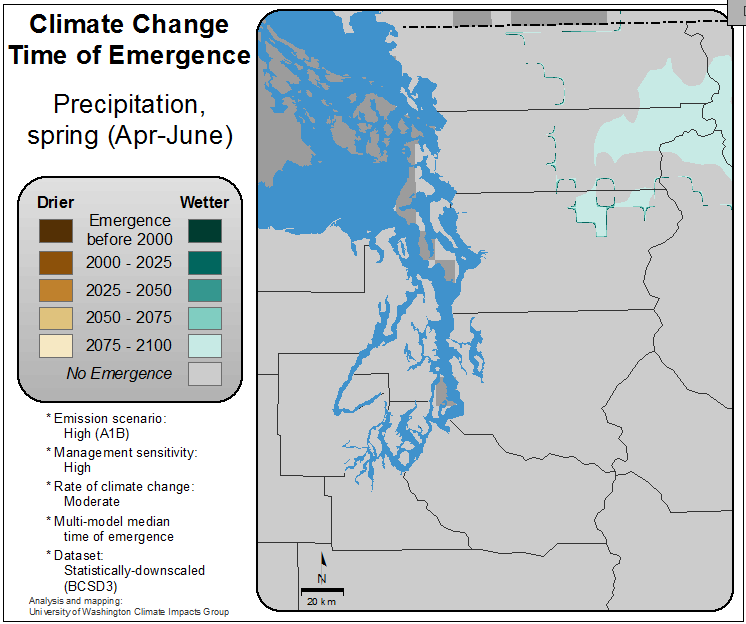 Climate Change
Time of Emergence
Precipitation,
spring (Apr-June)
Drier Wetter
Emergence
before 2000
2000 - 2025
2025 - 2050
2050 - 2075
2075 - 2100
No Emergence
* Emission scenario:
High (A1B)
* Management sensitivity:
High
* Rate of climate change:
Moderate
* Multi-model median
time of emergence
* Dataset:
Statistically-downscaled
(BCSD3)
Analysis and mapping:
University of Washington Climate Impacts Group
N
20 km